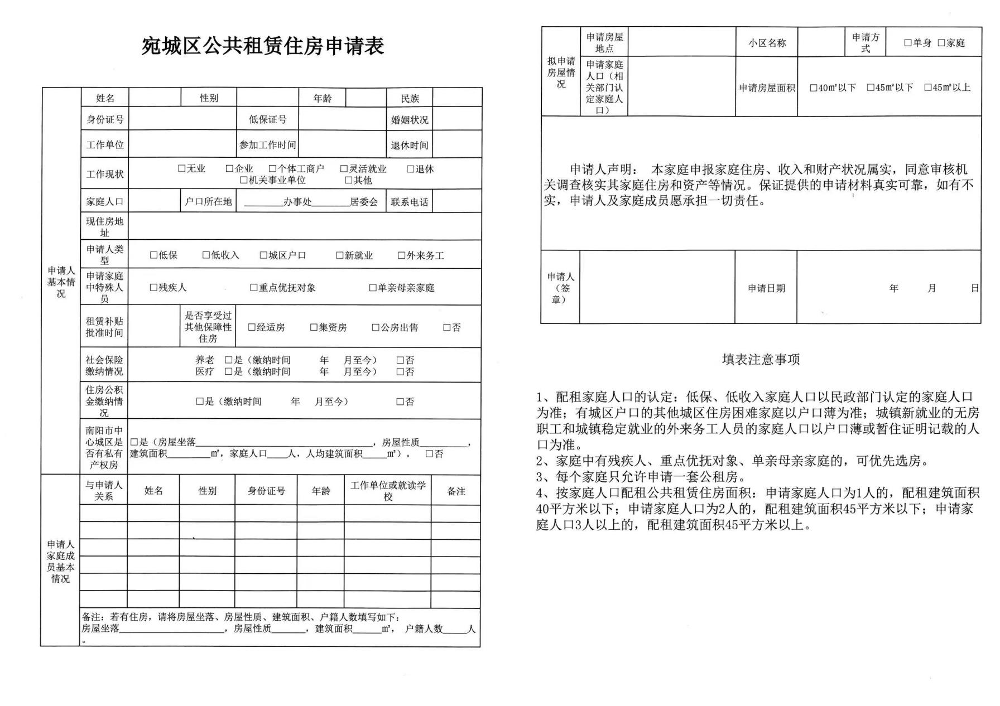 宛城区公共租赁住房申请表
申请人
基本情
况
姓名 性别 年龄 民族
身份证号 低保证号 婚姻状况
工作单位 参加工作时间 退休时间
工作现状 □无业 □企业 □个体工商户 □灵活就业 □退休
□机关事业单位 □其他
家庭人口 户口所在地 ________办事处________居委会 联系电话
现住房地
址
申请人类
型
□低保 □低收入 □城区户口 □新就业 □外来务工
申请家庭
中特殊人
员
□残疾人 □重点优抚对象 □单亲母亲家庭
租赁补贴
批准时间
是否享受过
其他保障性
住房
□经适房 □集资房 □公房出售 □否
社会保险
缴纳情况
养老 □是（缴纳时间 年 月至今） □否
医疗 □是（缴纳时间 年 月至今） □否
住房公积
金缴纳情
况
□是（缴纳时间 年 月至今） □否
南阳市中
心城区是
否有私有
产权房
□是（房屋坐落____________________，房屋性质________，
建筑面积________㎡，家庭人口____人，人均建筑面积____㎡）。 □否
申请人
家庭成
员基本
情况
与申请人
关系
姓名 性别 身份证号 年龄
工作单位或就读学
校
备注
备注：若有住房，请将房屋坐落、房屋性质、建筑面积、户籍人数填写如下：
房屋坐落____________________，房屋性质______，建筑面积______㎡， 户籍人数_____人
。
拟申请
房屋情
况
申请房屋
地点
小区名称
申请方
式
□单身 □家庭
申请家庭
人口（相
关部门认
定家庭人
口）
申请房屋面积 □40㎡以下 □45㎡以下 □45㎡以上
申请人声明： 本家庭申报家庭住房、收入和财产状况属实，同意审核机
关调查核实其家庭住房和资产等情况。保证提供的申请材料真实可靠，如有不
实，申请人及家庭成员愿承担一切责任。
申请人
（签
章）
申请日期 年 月 日
填表注意事项
1、配租家庭人口的认定：低保、低收入家庭人口以民政部门认定的家庭人口
为准；有城区户口的其他城区住房困难家庭以户口薄为准；城镇新就业的无房
职工和城镇稳定就业的外来务工人员的家庭人口以户口薄或暂住证明记载的人
口为准。
2、家庭中有残疾人、重点优抚对象、单亲母亲家庭的，可优先选房。
3、每个家庭只允许申请一套公租房。
4、按家庭人口配租公共租赁住房面积：申请家庭人口为1人的，配租建筑面积
40平方米以下；申请家庭人口为2人的，配租建筑面积45平方米以下；申请家
庭人口3人以上的，配租建筑面积45平方米以上。